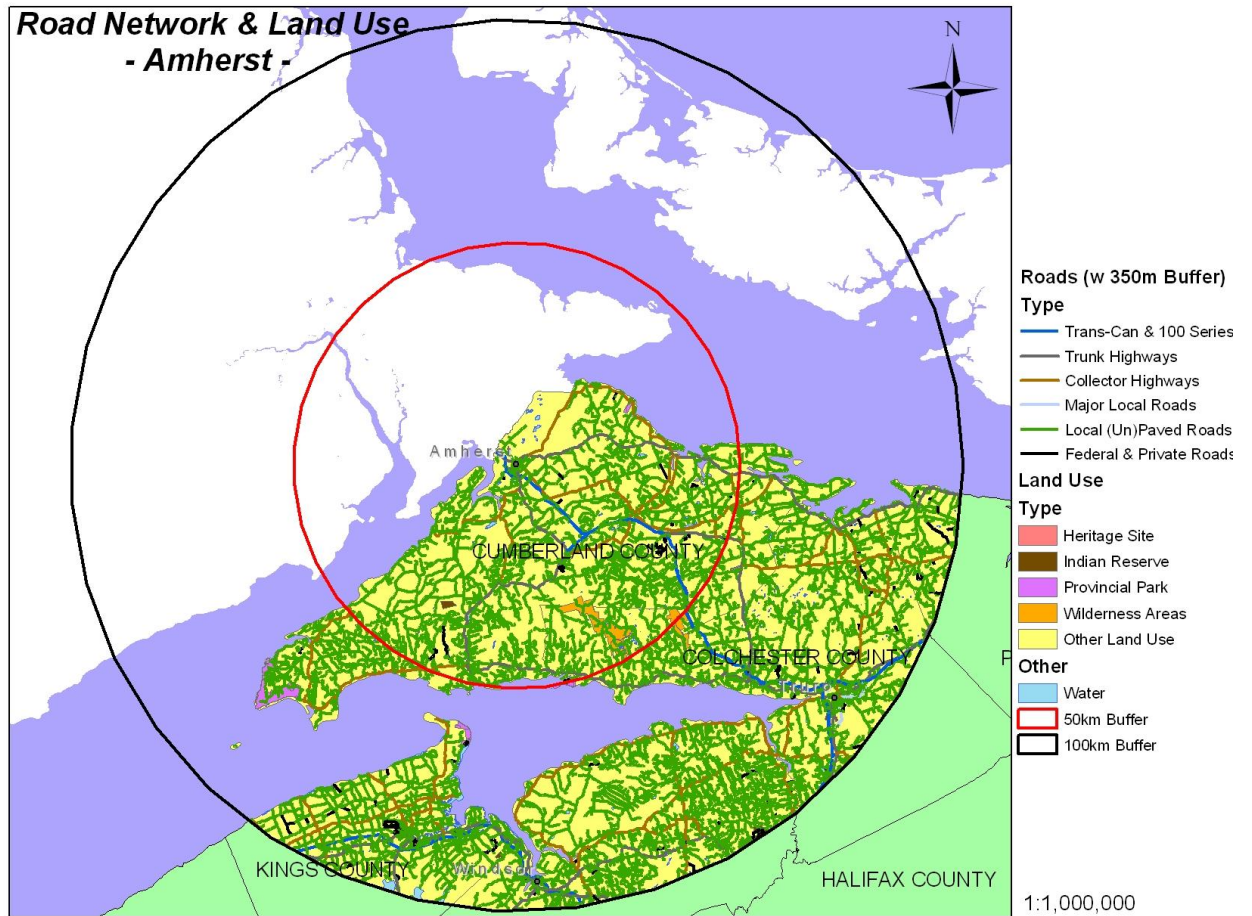 Road Network & Land Use
- Amherst -
N
Amherst
CUMBERLAND COUNTY
COLCHESTER COUNTY
P
Truro
KINGS COUNTY
Windsor
HALIFAX COUNTY
Roads (w 350m Buffer)
Type
Trans-Can & 100 Series
Trunk Highways
Collector Highways
Major Local Roads
Local (Un)Paved Roads
Federal & Private Roads
Land Use
Type
Heritage Site
Indian Reserve
Provincial Park
Wilderness Areas
Other Land Use
Other
Water
50km Buffer
100km Buffer
1:1,000,000